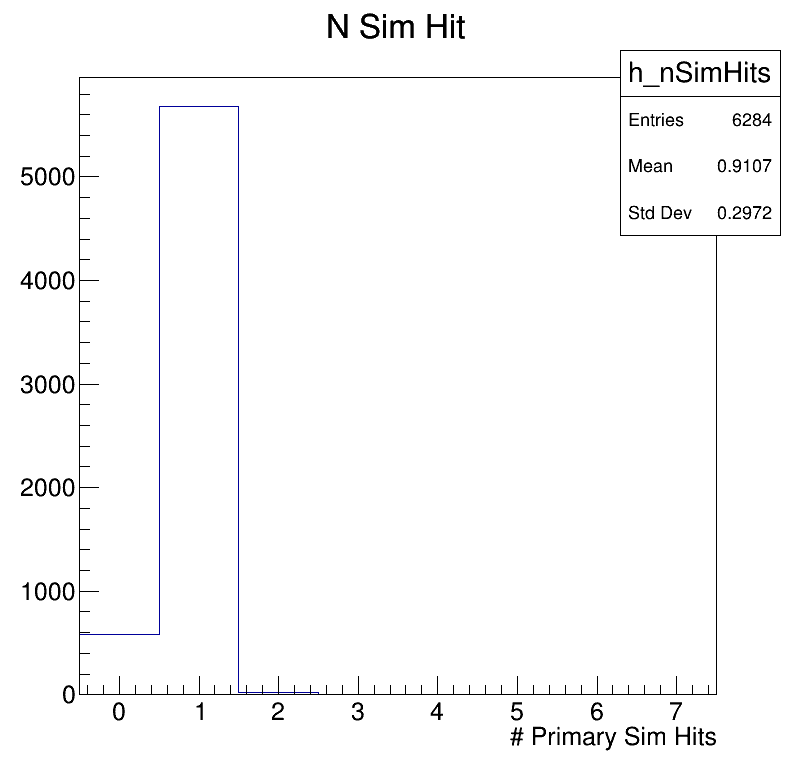 N Sim Hit
h_nSimHits
Entries 6284
Mean 0.9107
Std Dev 0.2972
5000
4000
3000
2000
1000
0
0 1 2 3 4 5 6 7
# Primary Sim Hits